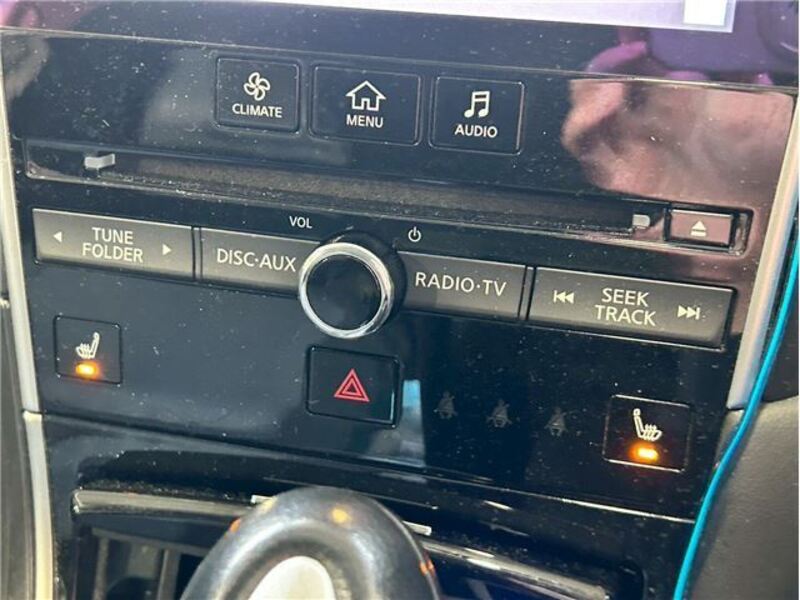 CLIMATE
MENU
AUDIO
VOL
TUNE
FOLDER
DISC·AUX
RADIO·TV
SEEK
TRACK